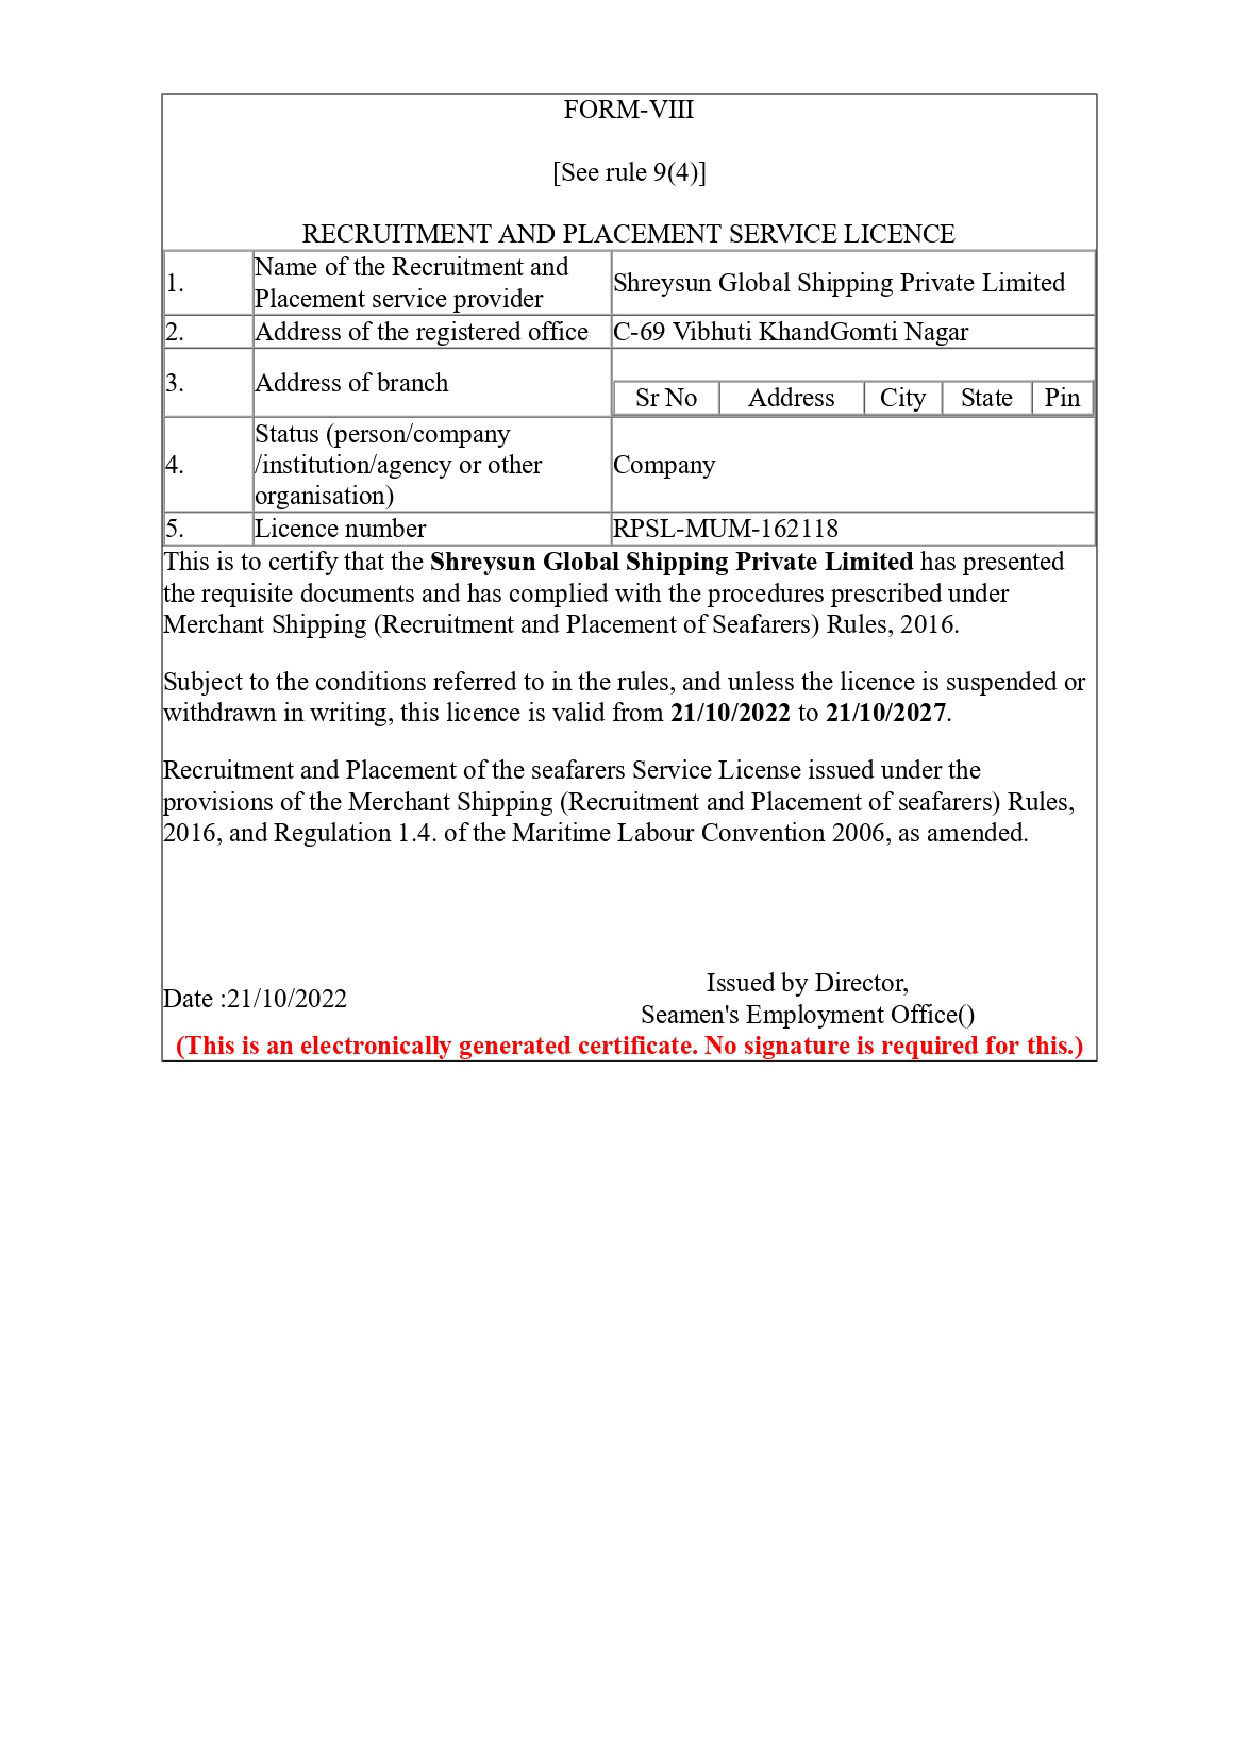 FORM-VIII
[See rule 9(4)]
RECRUITMENT AND PLACEMENT SERVICE LICENCE
1.
Name of the Recruitment and
Placement service provider
Shreysun Global Shipping Private Limited
2.
Address of the registered office
C-69 Vibhuti KhandGomti Nagar
3.
Address of branch
Sr No Address City State Pin
4.
Status (person/company
/institution/agency or other
organisation)
Company
5.
Licence number
RPSL-MUM-162118
This is to certify that the Shreysun Global Shipping Private Limited has presented
the requisite documents and has complied with the procedures prescribed under
Merchant Shipping (Recruitment and Placement of Seafarers) Rules, 2016.
Subject to the conditions referred to in the rules, and unless the licence is suspended or
withdrawn in writing, this licence is valid from 21/10/2022 to 21/10/2027.
Recruitment and Placement of the seafarers Service License issued under the
provisions of the Merchant Shipping (Recruitment and Placement of seafarers) Rules,
2016, and Regulation 1.4. of the Maritime Labour Convention 2006, as amended.
Date :21/10/2022
Issued by Director,
Seamen's Employment Office()
(This is an electronically generated certificate. No signature is required for this.)